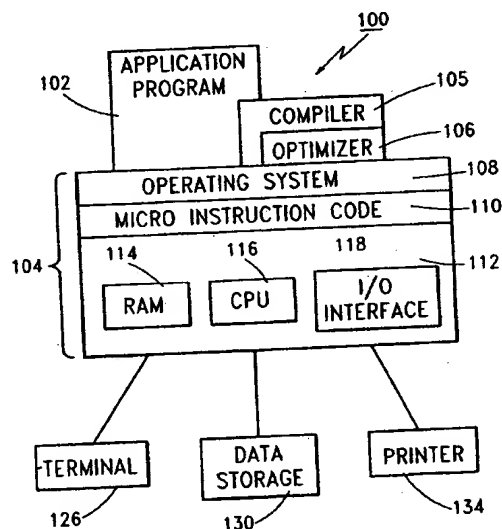 100
APPLICATION
PROGRAM
102
105
COMPILER
106
OPTIMIZER
108
OPERATING SYSTEM
110
MICRO INSTRUCTION CODE
104
114
116
118
112
RAM
CPU
I/O
INTERFACE
TERMINAL
DATA
STORAGE
PRINTER
126
130
134